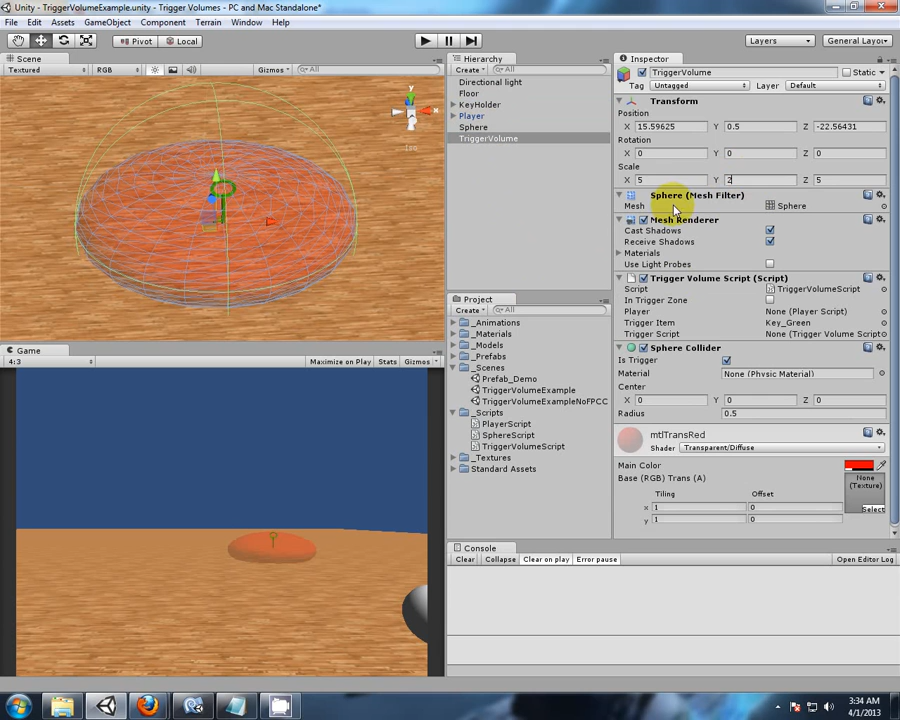 Unity - TriggerVolumeExample.unity - Trigger Volumes - PC and Mac Standalone*
File Edit Assets GameObject Component Terrain Window Help
Pivot Local Layers General Layou
Scene
Textured RGB Gizmos All
y
Iso
Game
4:3 Maximize on Play Stats Gizmos
Hierarchy
Create All
Directional light
Floor
KeyHolder
Player
Sphere
TriggerVolume
Project
Create All
_Animations
_Materials
_Models
_Prefabs
_Scenes
Prefab_Demo
TriggerVolumeExample
TriggerVolumeExampleNoFPCC
_Scripts
PlayerScript
SphereScript
TriggerVolumeScript
_Textures
Standard Assets
Console
Clear Collapse Clear on play Error pause Open Editor Log
Inspector
TriggerVolume Static
Tag Untagged Layer Default
Transform
Position
X 15.59625 Y 0.5 Z -22.56431
Rotation
X 0 Y 0 Z 0
Scale
X 5 Y 2 Z 5
Sphere (Mesh Filter)
Mesh Sphere
Mesh Renderer
Cast Shadows
Receive Shadows
Materials
Use Light Probes
Trigger Volume Script (Script)
Script TriggerVolumeScript
In Trigger Zone
Player None (Player Script)
Trigger Item Key_Green
Trigger Script None (Trigger Volume Script
Sphere Collider
Is Trigger
Material None (Physic Material)
Center
X 0 Y 0 Z 0
Radius 0.5
mtlTransRed
Shader Transparent/Diffuse
Main Color
Base (RGB) Trans (A)
None
(Texture)
Tiling Offset
x 1 0
y 1 0
Select
3:34 AM
4/1/2013